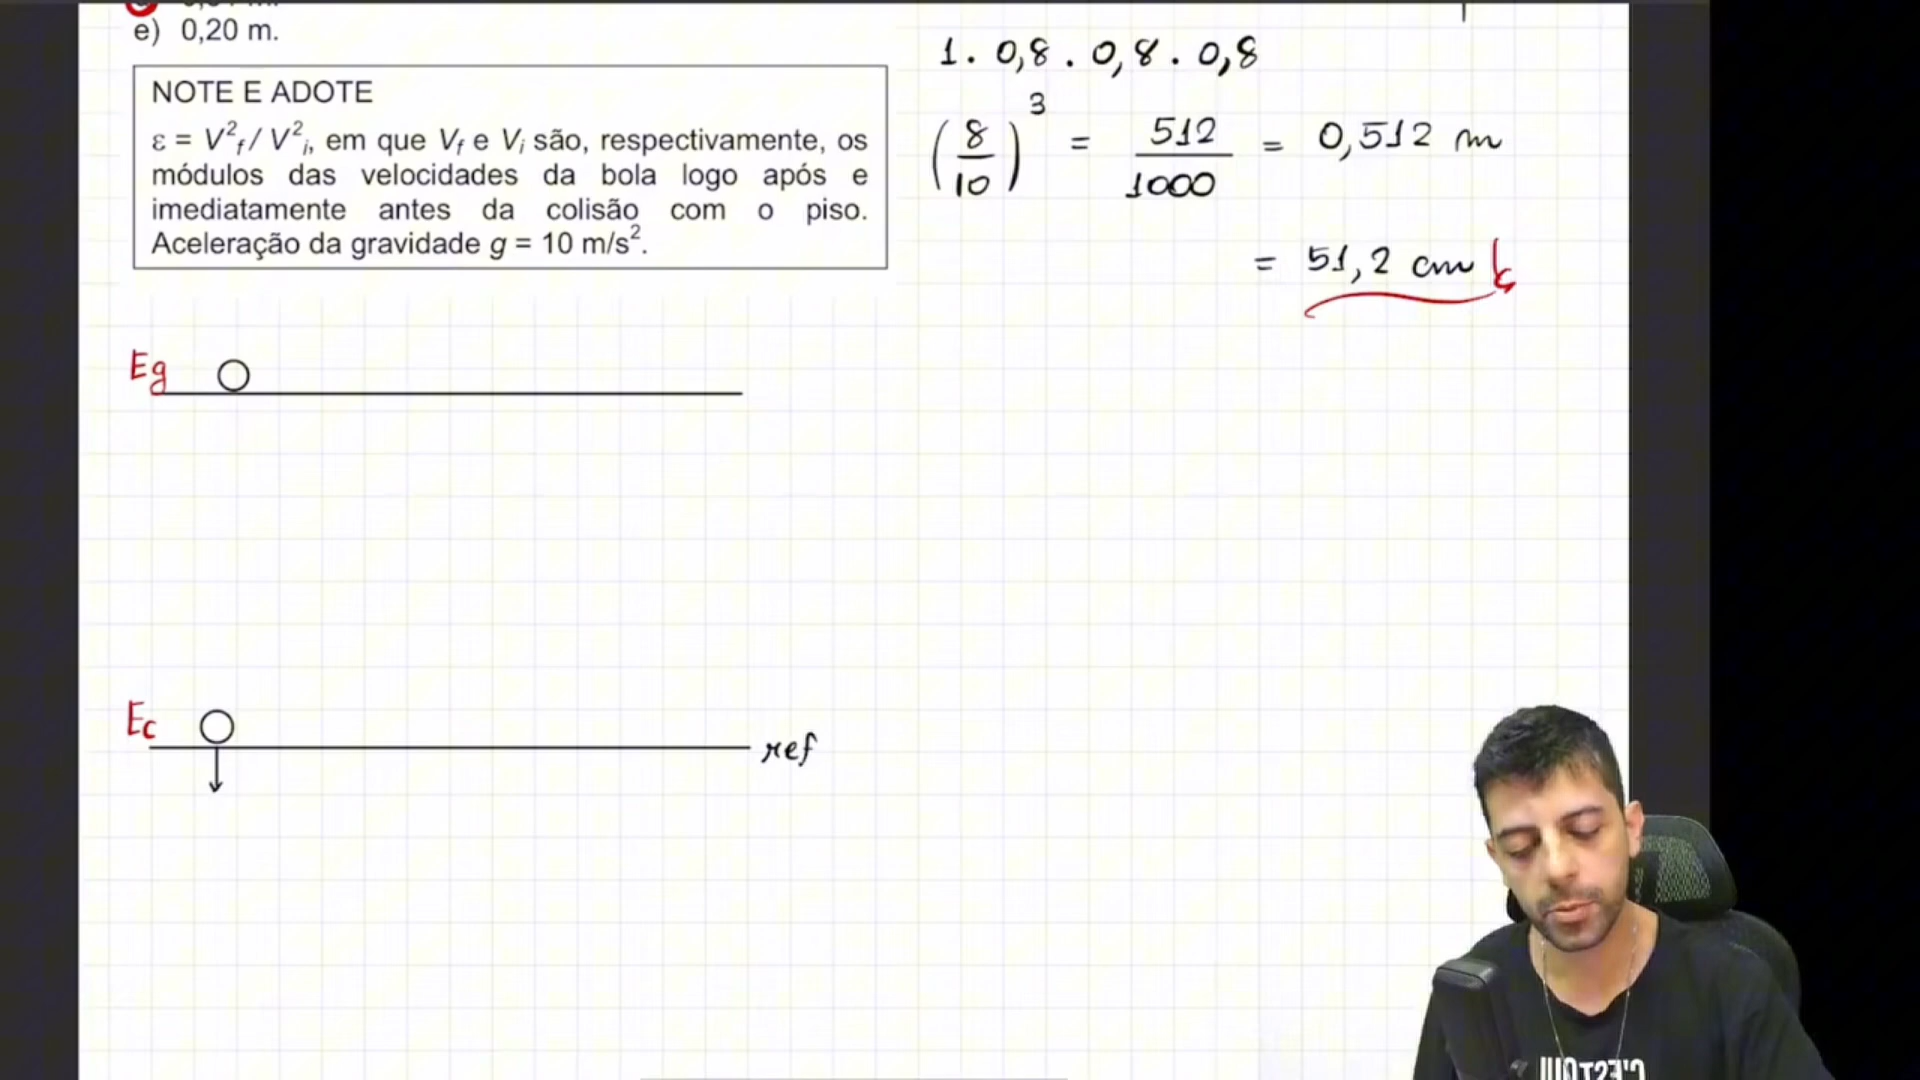 e) 0,20 m.
NOTE E ADOTE
ε = V²f / V²i, em que Vf e Vi são, respectivamente, os
módulos das velocidades da bola logo após e
imediatamente antes da colisão com o piso.
Aceleração da gravidade g = 10 m/s².
1. 0,8 . 0,8 . 0,8
(8/10)³ = 512/1000 = 0,512 m
= 51,2 cm
Eg
Ec
ref